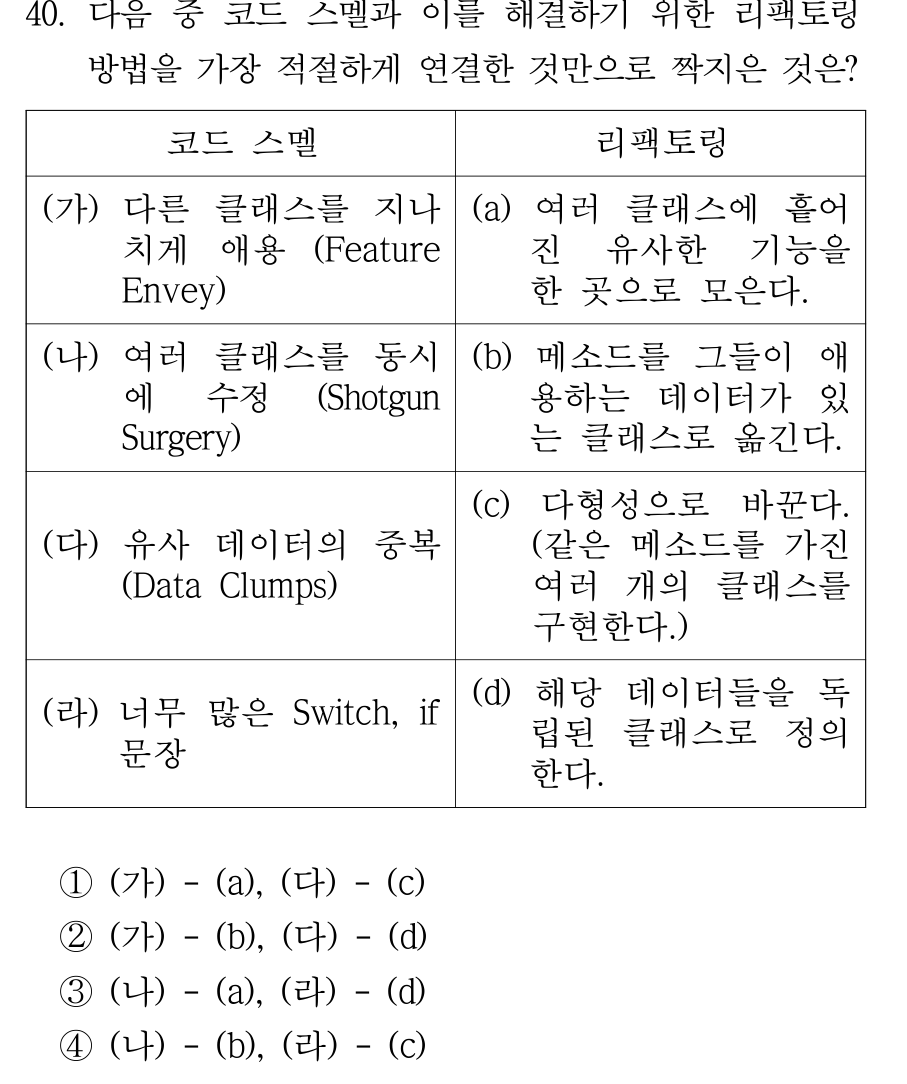 40. 다음 중 코드 스멜과 이를 해결하기 위한 리팩토링
방법을 가장 적절하게 연결한 것만으로 짝지은 것은?
코드 스멜
리팩토링
(가) 다른 클래스를 지나
치게 애용 (Feature
Envey)
(a) 여러 클래스에 흩어
진 유사한 기능을
한 곳으로 모은다.
(나) 여러 클래스를 동시
에 수정 (Shotgun
Surgery)
(b) 메소드를 그들이 애
용하는 데이터가 있
는 클래스로 옮긴다.
(다) 유사 데이터의 중복
(Data Clumps)
(c) 다형성으로 바꾼다.
(같은 메소드를 가진
여러 개의 클래스를
구현한다.)
(라) 너무 많은 Switch, if
문장
(d) 해당 데이터들을 독
립된 클래스로 정의
한다.
① (가) - (a), (다) - (c)
② (가) - (b), (다) - (d)
③ (나) - (a), (라) - (d)
④ (나) - (b), (라) - (c)